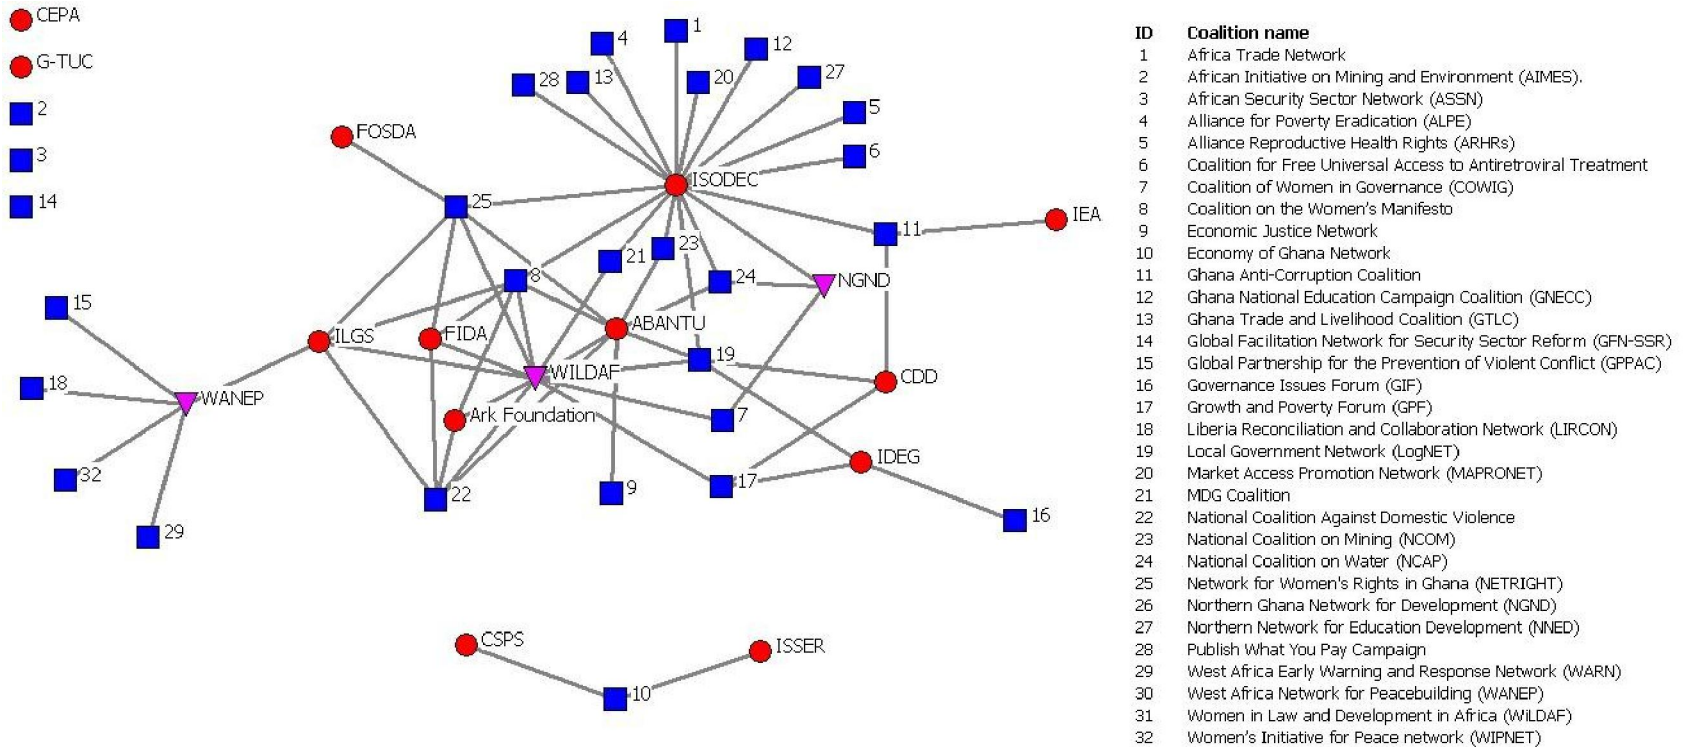 CEPA
G-TUC
2
3
14
FOSDA
4
1
12
28
13
20
27
5
6
ISODEC
25
IEA
11
23
21
24
NGND
8
15
ILGS
FIDA
ABANTU
19
WILDAF
CDD
18
WANEP
Ark Foundation
7
IDEG
32
22
9
17
16
29
CSPS
ISSER
10
ID Coalition name
1 Africa Trade Network
2 African Initiative on Mining and Environment (AIMES).
3 African Security Sector Network (ASSN)
4 Alliance for Poverty Eradication (ALPE)
5 Alliance Reproductive Health Rights (ARHRs)
6 Coalition for Free Universal Access to Antiretroviral Treatment
7 Coalition of Women in Governance (COWIG)
8 Coalition on the Women's Manifesto
9 Economic Justice Network
10 Economy of Ghana Network
11 Ghana Anti-Corruption Coalition
12 Ghana National Education Campaign Coalition (GNECC)
13 Ghana Trade and Livelihood Coalition (GTLC)
14 Global Facilitation Network for Security Sector Reform (GFN-SSR)
15 Global Partnership for the Prevention of Violent Conflict (GPPAC)
16 Governance Issues Forum (GIF)
17 Growth and Poverty Forum (GPF)
18 Liberia Reconciliation and Collaboration Network (LIRCON)
19 Local Government Network (LogNET)
20 Market Access Promotion Network (MAPRONET)
21 MDG Coalition
22 National Coalition Against Domestic Violence
23 National Coalition on Mining (NCOM)
24 National Coalition on Water (NCAP)
25 Network for Women's Rights in Ghana (NETRIGHT)
26 Northern Ghana Network for Development (NGND)
27 Northern Network for Education Development (NNED)
28 Publish What You Pay Campaign
29 West Africa Early Warning and Response Network (WARN)
30 West Africa Network for Peacebuilding (WANEP)
31 Women in Law and Development in Africa (WiLDAF)
32 Women's Initiative for Peace network (WIPNET)